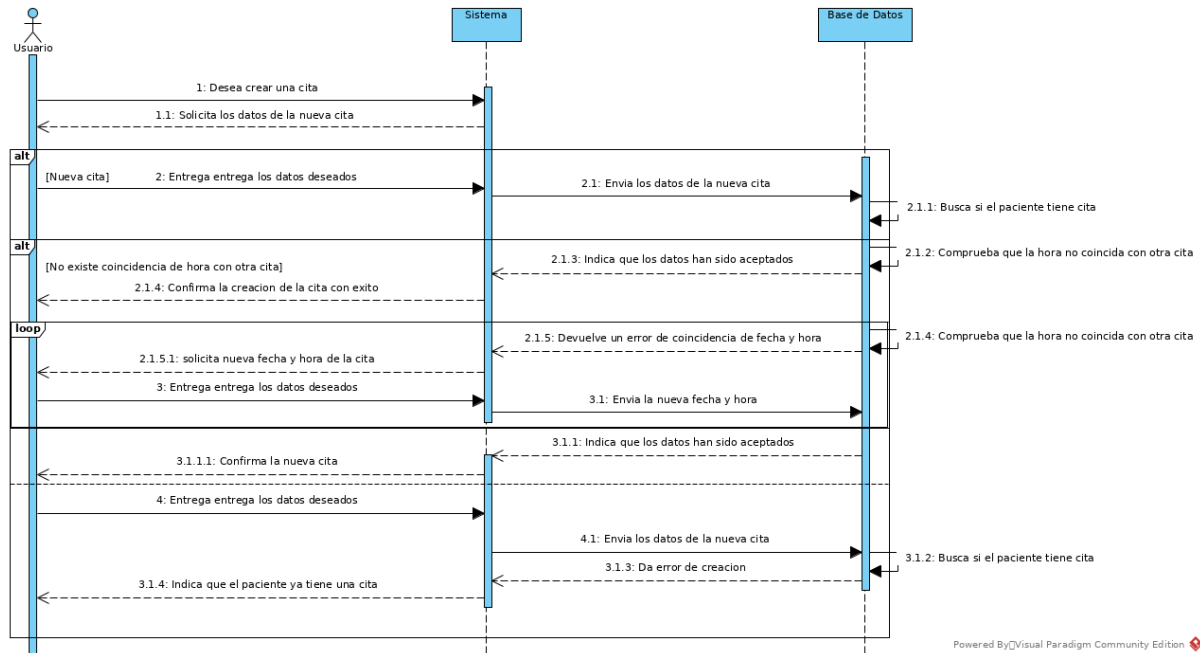 Usuario
Sistema
Base de Datos
1: Desea crear una cita
1.1: Solicita los datos de la nueva cita
alt
[Nueva cita]
2: Entrega entrega los datos deseados
2.1: Envia los datos de la nueva cita
2.1.1: Busca si el paciente tiene cita
alt
[No existe coincidencia de hora con otra cita]
2.1.2: Comprueba que la hora no coincida con otra cita
2.1.3: Indica que los datos han sido aceptados
2.1.4: Confirma la creacion de la cita con exito
loop
2.1.4: Comprueba que la hora no coincida con otra cita
2.1.5: Devuelve un error de coincidencia de fecha y hora
2.1.5.1: solicita nueva fecha y hora de la cita
3: Entrega entrega los datos deseados
3.1: Envia la nueva fecha y hora
3.1.1: Indica que los datos han sido aceptados
3.1.1.1: Confirma la nueva cita
4: Entrega entrega los datos deseados
4.1: Envia los datos de la nueva cita
3.1.2: Busca si el paciente tiene cita
3.1.3: Da error de creacion
3.1.4: Indica que el paciente ya tiene una cita
Powered By Visual Paradigm Community Edition